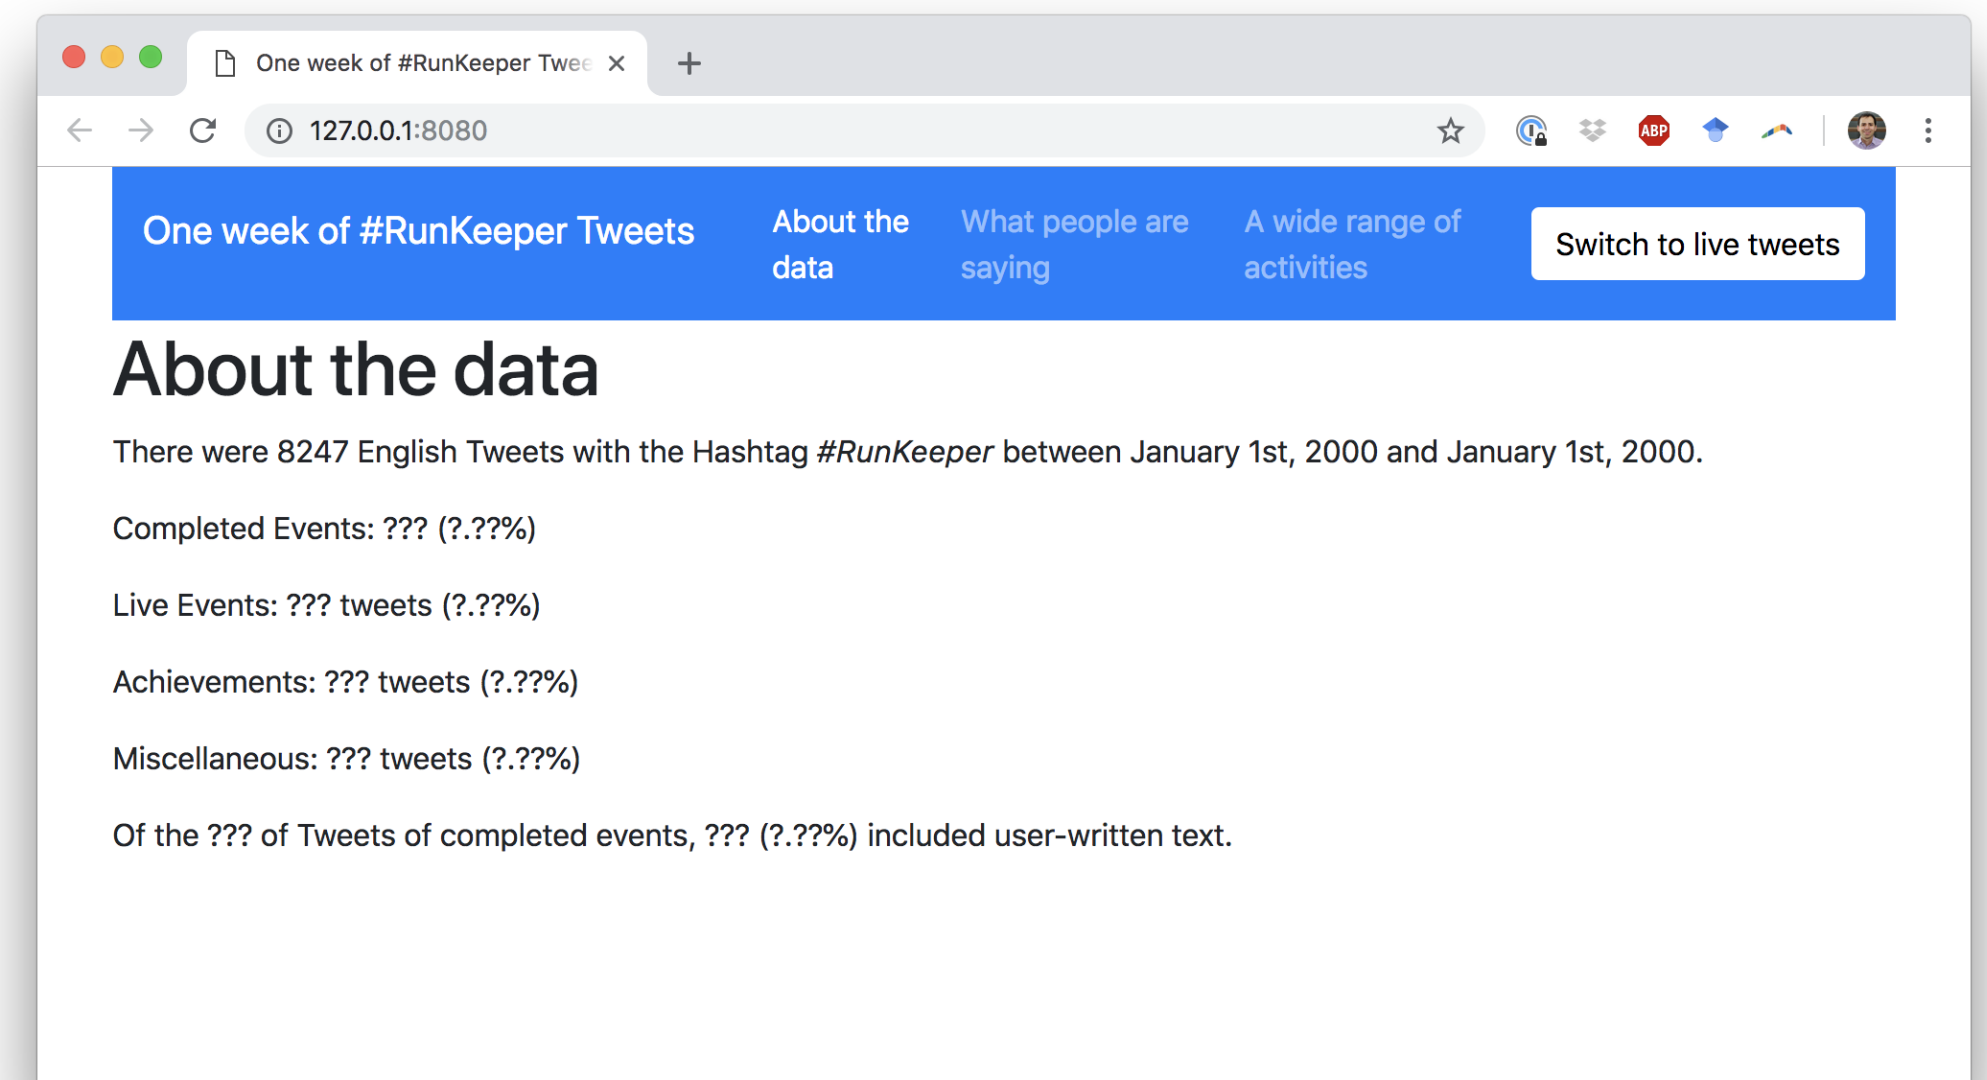 One week of #RunKeeper Twee
127.0.0.1:8080
ABP
One week of #RunKeeper Tweets
About the
data
What people are
saying
A wide range of
activities
Switch to live tweets
About the data
There were 8247 English Tweets with the Hashtag #RunKeeper between January 1st, 2000 and January 1st, 2000.
Completed Events: ??? (?.??%)
Live Events: ??? tweets (?.??%)
Achievements: ??? tweets (?.??%)
Miscellaneous: ??? tweets (?.??%)
Of the ??? of Tweets of completed events, ??? (?.??%) included user-written text.